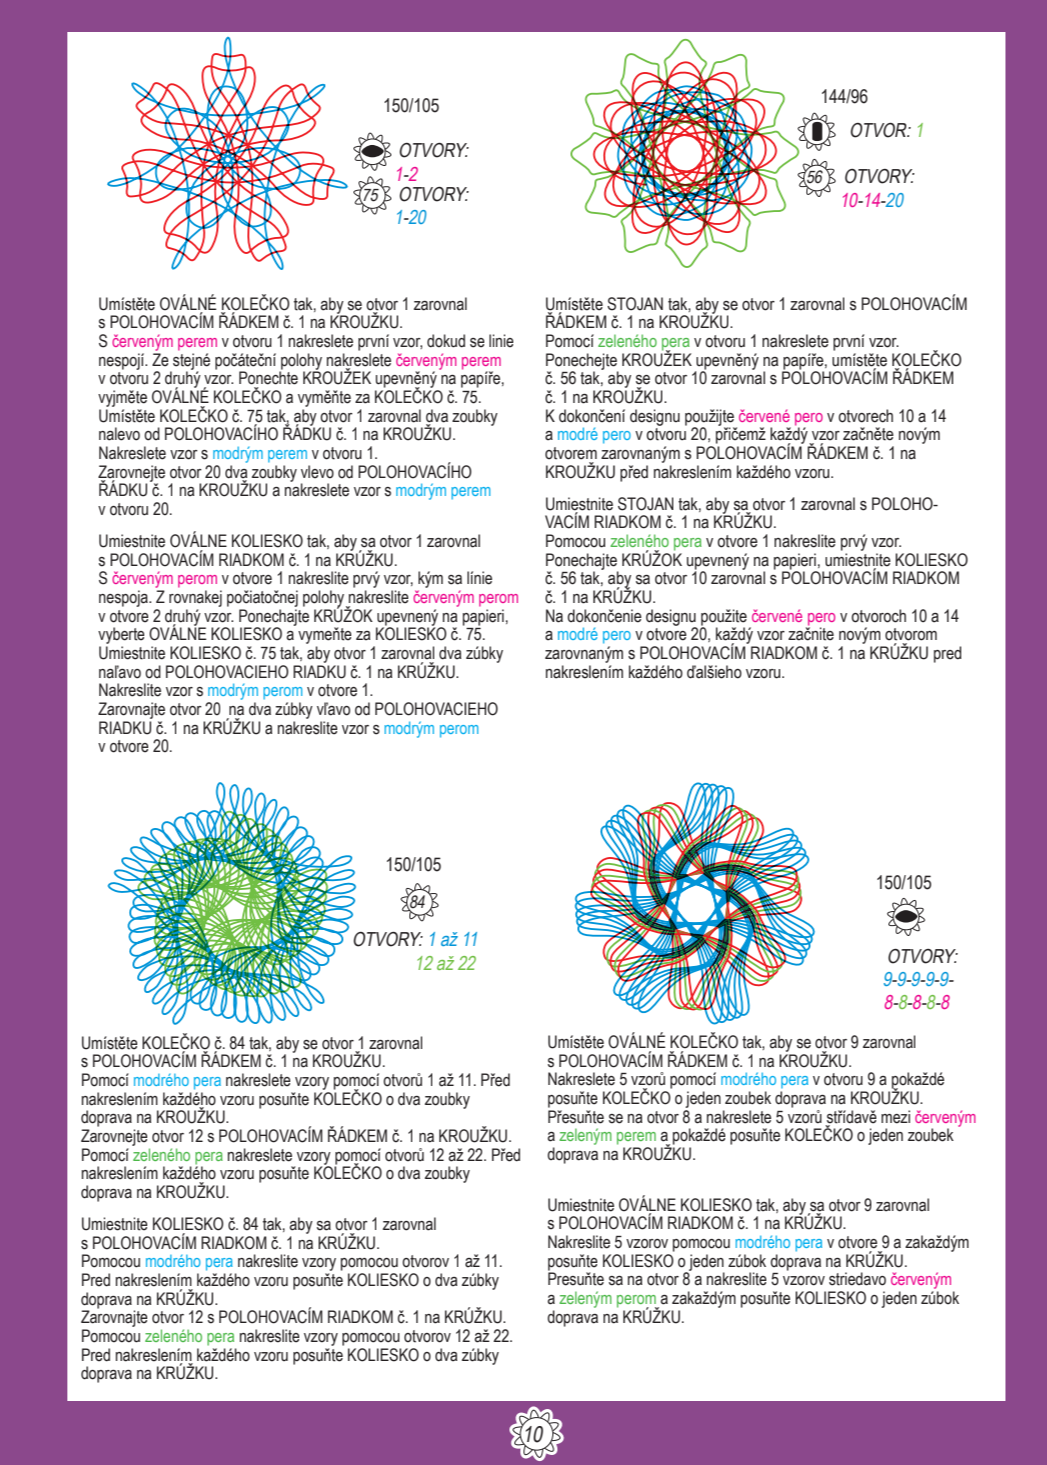 150/105
OTVORY:
1-2
75
OTVORY:
1-20
Umístěte OVÁLNÉ KOLEČKO tak, aby se otvor 1 zarovnal
s POLOHOVACÍM ŘÁDKEM č. 1 na KROUŽKU.
S červeným perem v otvoru 1 nakreslete první vzor, dokud se linie
nespojí. Ze stejné počáteční polohy nakreslete červeným perem
v otvoru 2 druhý vzor. Ponechte KROUŽEK upevněný na papíře,
vyjměte OVÁLNÉ KOLEČKO a vyměňte za KOLEČKO č. 75.
Umístěte KOLEČKO č. 75 tak, aby otvor 1 zarovnal dva zoubky
nalevo od POLOHOVACÍHO ŘÁDKU č. 1 na KROUŽKU.
Nakreslete vzor s modrým perem v otvoru 1.
Zarovnejte otvor 20 dva zoubky vlevo od POLOHOVACÍHO
ŘÁDKU č. 1 na KROUŽKU a nakreslete vzor s modrým perem
v otvoru 20.
Umiestnite OVÁLNE KOLIESKO tak, aby sa otvor 1 zarovnal
s POLOHOVACÍM RIADKOM č. 1 na KRÚŽKU.
S červeným perom v otvore 1 nakreslite prvý vzor, kým sa línie
nespoja. Z rovnakej počiatočnej polohy nakreslite červeným perom
v otvore 2 druhý vzor. Ponechajte KRÚŽOK upevnený na papieri,
vyberte OVÁLNE KOLIESKO a vymeňte za KOLIESKO č. 75.
Umiestnite KOLIESKO č. 75 tak, aby otvor 1 zarovnal dva zúbky
naľavo od POLOHOVACIEHO RIADKU č. 1 na KRÚŽKU.
Nakreslite vzor s modrým perom v otvore 1.
Zarovnajte otvor 20 na dva zúbky vľavo od POLOHOVACIEHO
RIADKU č. 1 na KRÚŽKU a nakreslite vzor s modrým perom
v otvore 20.
144/96
OTVOR: 1
56
OTVORY:
10-14-20
Umístěte STOJAN tak, aby se otvor 1 zarovnal s POLOHOVACÍM
ŘÁDKEM č. 1 na KROUŽKU.
Pomocí zeleného pera v otvoru 1 nakreslete první vzor.
Ponechejte KROUŽEK upevněný na papíře, umístěte KOLEČKO
č. 56 tak, aby se otvor 10 zarovnal s POLOHOVACÍM ŘÁDKEM
č. 1 na KROUŽKU.
K dokončení designu použijte červené pero v otvorech 10 a 14
a modré pero v otvoru 20, přičemž každý vzor začněte novým
otvorem zarovnaným s POLOHOVACÍM ŘÁDKEM č. 1 na
KROUŽKU před nakreslením každého vzoru.
Umiestnite STOJAN tak, aby sa otvor 1 zarovnal s POLOHO-
VACÍM RIADKOM č. 1 na KRÚŽKU.
Pomocou zeleného pera v otvore 1 nakreslite prvý vzor.
Ponechajte KRÚŽOK upevnený na papieri, umiestnite KOLIESKO
č. 56 tak, aby sa otvor 10 zarovnal s POLOHOVACÍM RIADKOM
č. 1 na KRÚŽKU.
Na dokončenie designu použite červené pero v otvoroch 10 a 14
a modré pero v otvore 20, každý vzor začnite novým otvorom
zarovnaným s POLOHOVACÍM RIADKOM č. 1 na KRÚŽKU pred
nakreslením každého ďalšieho vzoru.
150/105
84
OTVORY: 1 až 11
12 až 22
Umístěte KOLEČKO č. 84 tak, aby se otvor 1 zarovnal
s POLOHOVACÍM ŘÁDKEM č. 1 na KROUŽKU.
Pomocí modrého pera nakreslete vzory pomocí otvorů 1 až 11. Před
nakreslením každého vzoru posuňte KOLEČKO o dva zoubky
doprava na KROUŽKU.
Zarovnejte otvor 12 s POLOHOVACÍM ŘÁDKEM č. 1 na KROUŽKU.
Pomocí zeleného pera nakreslete vzory pomocí otvorů 12 až 22. Před
nakreslením každého vzoru posuňte KOLEČKO o dva zoubky
doprava na KROUŽKU.
Umiestnite KOLIESKO č. 84 tak, aby sa otvor 1 zarovnal
s POLOHOVACÍM RIADKOM č. 1 na KRÚŽKU.
Pomocou modrého pera nakreslite vzory pomocou otvorov 1 až 11.
Pred nakreslením každého vzoru posuňte KOLIESKO o dva zúbky
doprava na KRÚŽKU.
Zarovnajte otvor 12 s POLOHOVACÍM RIADKOM č. 1 na KRÚŽKU.
Pomocou zeleného pera nakreslite vzory pomocou otvorov 12 až 22.
Pred nakreslením každého vzoru posuňte KOLIESKO o dva zúbky
doprava na KRÚŽKU.
150/105
OTVORY:
9-9-9-9-9-
8-8-8-8-8
Umístěte OVÁLNÉ KOLEČKO tak, aby se otvor 9 zarovnal
s POLOHOVACÍM ŘÁDKEM č. 1 na KROUŽKU.
Nakreslete 5 vzorů pomocí modrého pera v otvoru 9 a pokaždé
posuňte KOLEČKO o jeden zoubek doprava na KROUŽKU.
Přesuňte se na otvor 8 a nakreslete 5 vzorů střídavě mezi červeným
a zeleným perem a pokaždé posuňte KOLEČKO o jeden zoubek
doprava na KROUŽKU.
Umiestnite OVÁLNE KOLIESKO tak, aby sa otvor 9 zarovnal
s POLOHOVACÍM RIADKOM č. 1 na KRÚŽKU.
Nakreslite 5 vzorov pomocou modrého pera v otvore 9 a zakaždým
posuňte KOLIESKO o jeden zúbok doprava na KRÚŽKU.
Presuňte sa na otvor 8 a nakreslite 5 vzorov striedavo červeným
a zeleným perom a zakaždým posuňte KOLIESKO o jeden zúbok
doprava na KRÚŽKU.
10